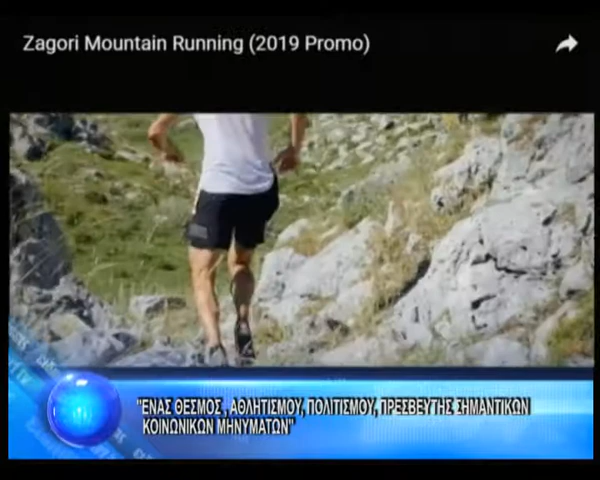 Zagori Mountain Running (2019 Promo)
"ΕΝΑΣ ΘΕΣΜΟΣ , ΑΘΛΗΤΙΣΜΟΥ, ΠΟΛΙΤΙΣΜΟΥ, ΠΡΕΣΒΕΥΤΗΣ ΣΗΜΑΝΤΙΚΩΝ
ΚΟΙΝΩΝΙΚΩΝ ΜΗΝΥΜΑΤΩΝ"